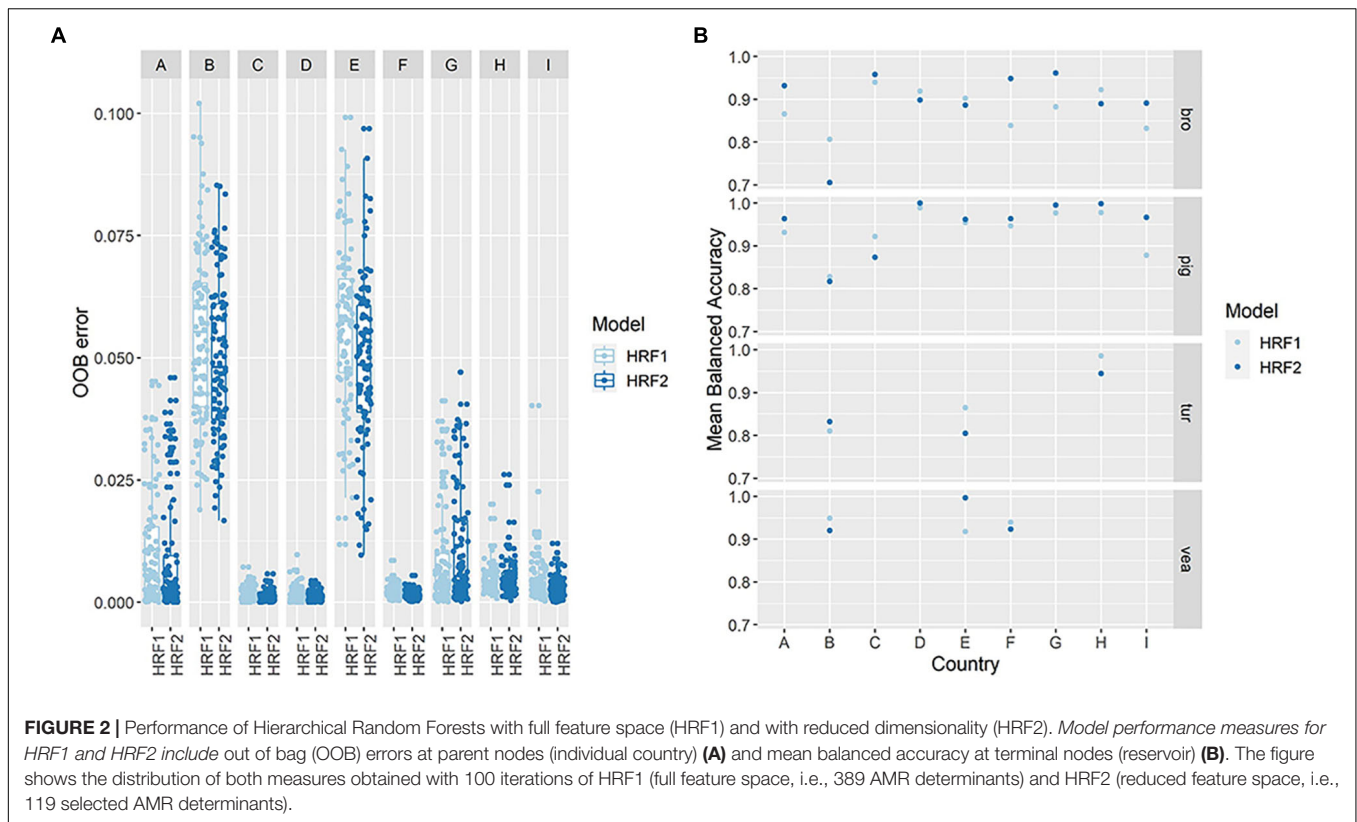 A
A B C D E F G H I
0.100
0.075
0.050
0.025
0.000
OOB error
HRF1 HRF2 HRF1 HRF2 HRF1 HRF2 HRF1 HRF2 HRF1 HRF2 HRF1 HRF2 HRF1 HRF2 HRF1 HRF2 HRF1 HRF2
Model
HRF1
HRF2
B
1.0
0.9
0.8
0.7
bro
1.0
0.9
0.8
0.7
pig
1.0
0.9
0.8
0.7
tur
1.0
0.9
0.8
0.7
vea
Mean Balanced Accuracy
A B C D E F G H I
Country
Model
HRF1
HRF2
FIGURE 2 | Performance of Hierarchical Random Forests with full feature space (HRF1) and with reduced dimensionality (HRF2). Model performance measures for
HRF1 and HRF2 include out of bag (OOB) errors at parent nodes (individual country) (A) and mean balanced accuracy at terminal nodes (reservoir) (B). The figure
shows the distribution of both measures obtained with 100 iterations of HRF1 (full feature space, i.e., 389 AMR determinants) and HRF2 (reduced feature space, i.e.,
119 selected AMR determinants).